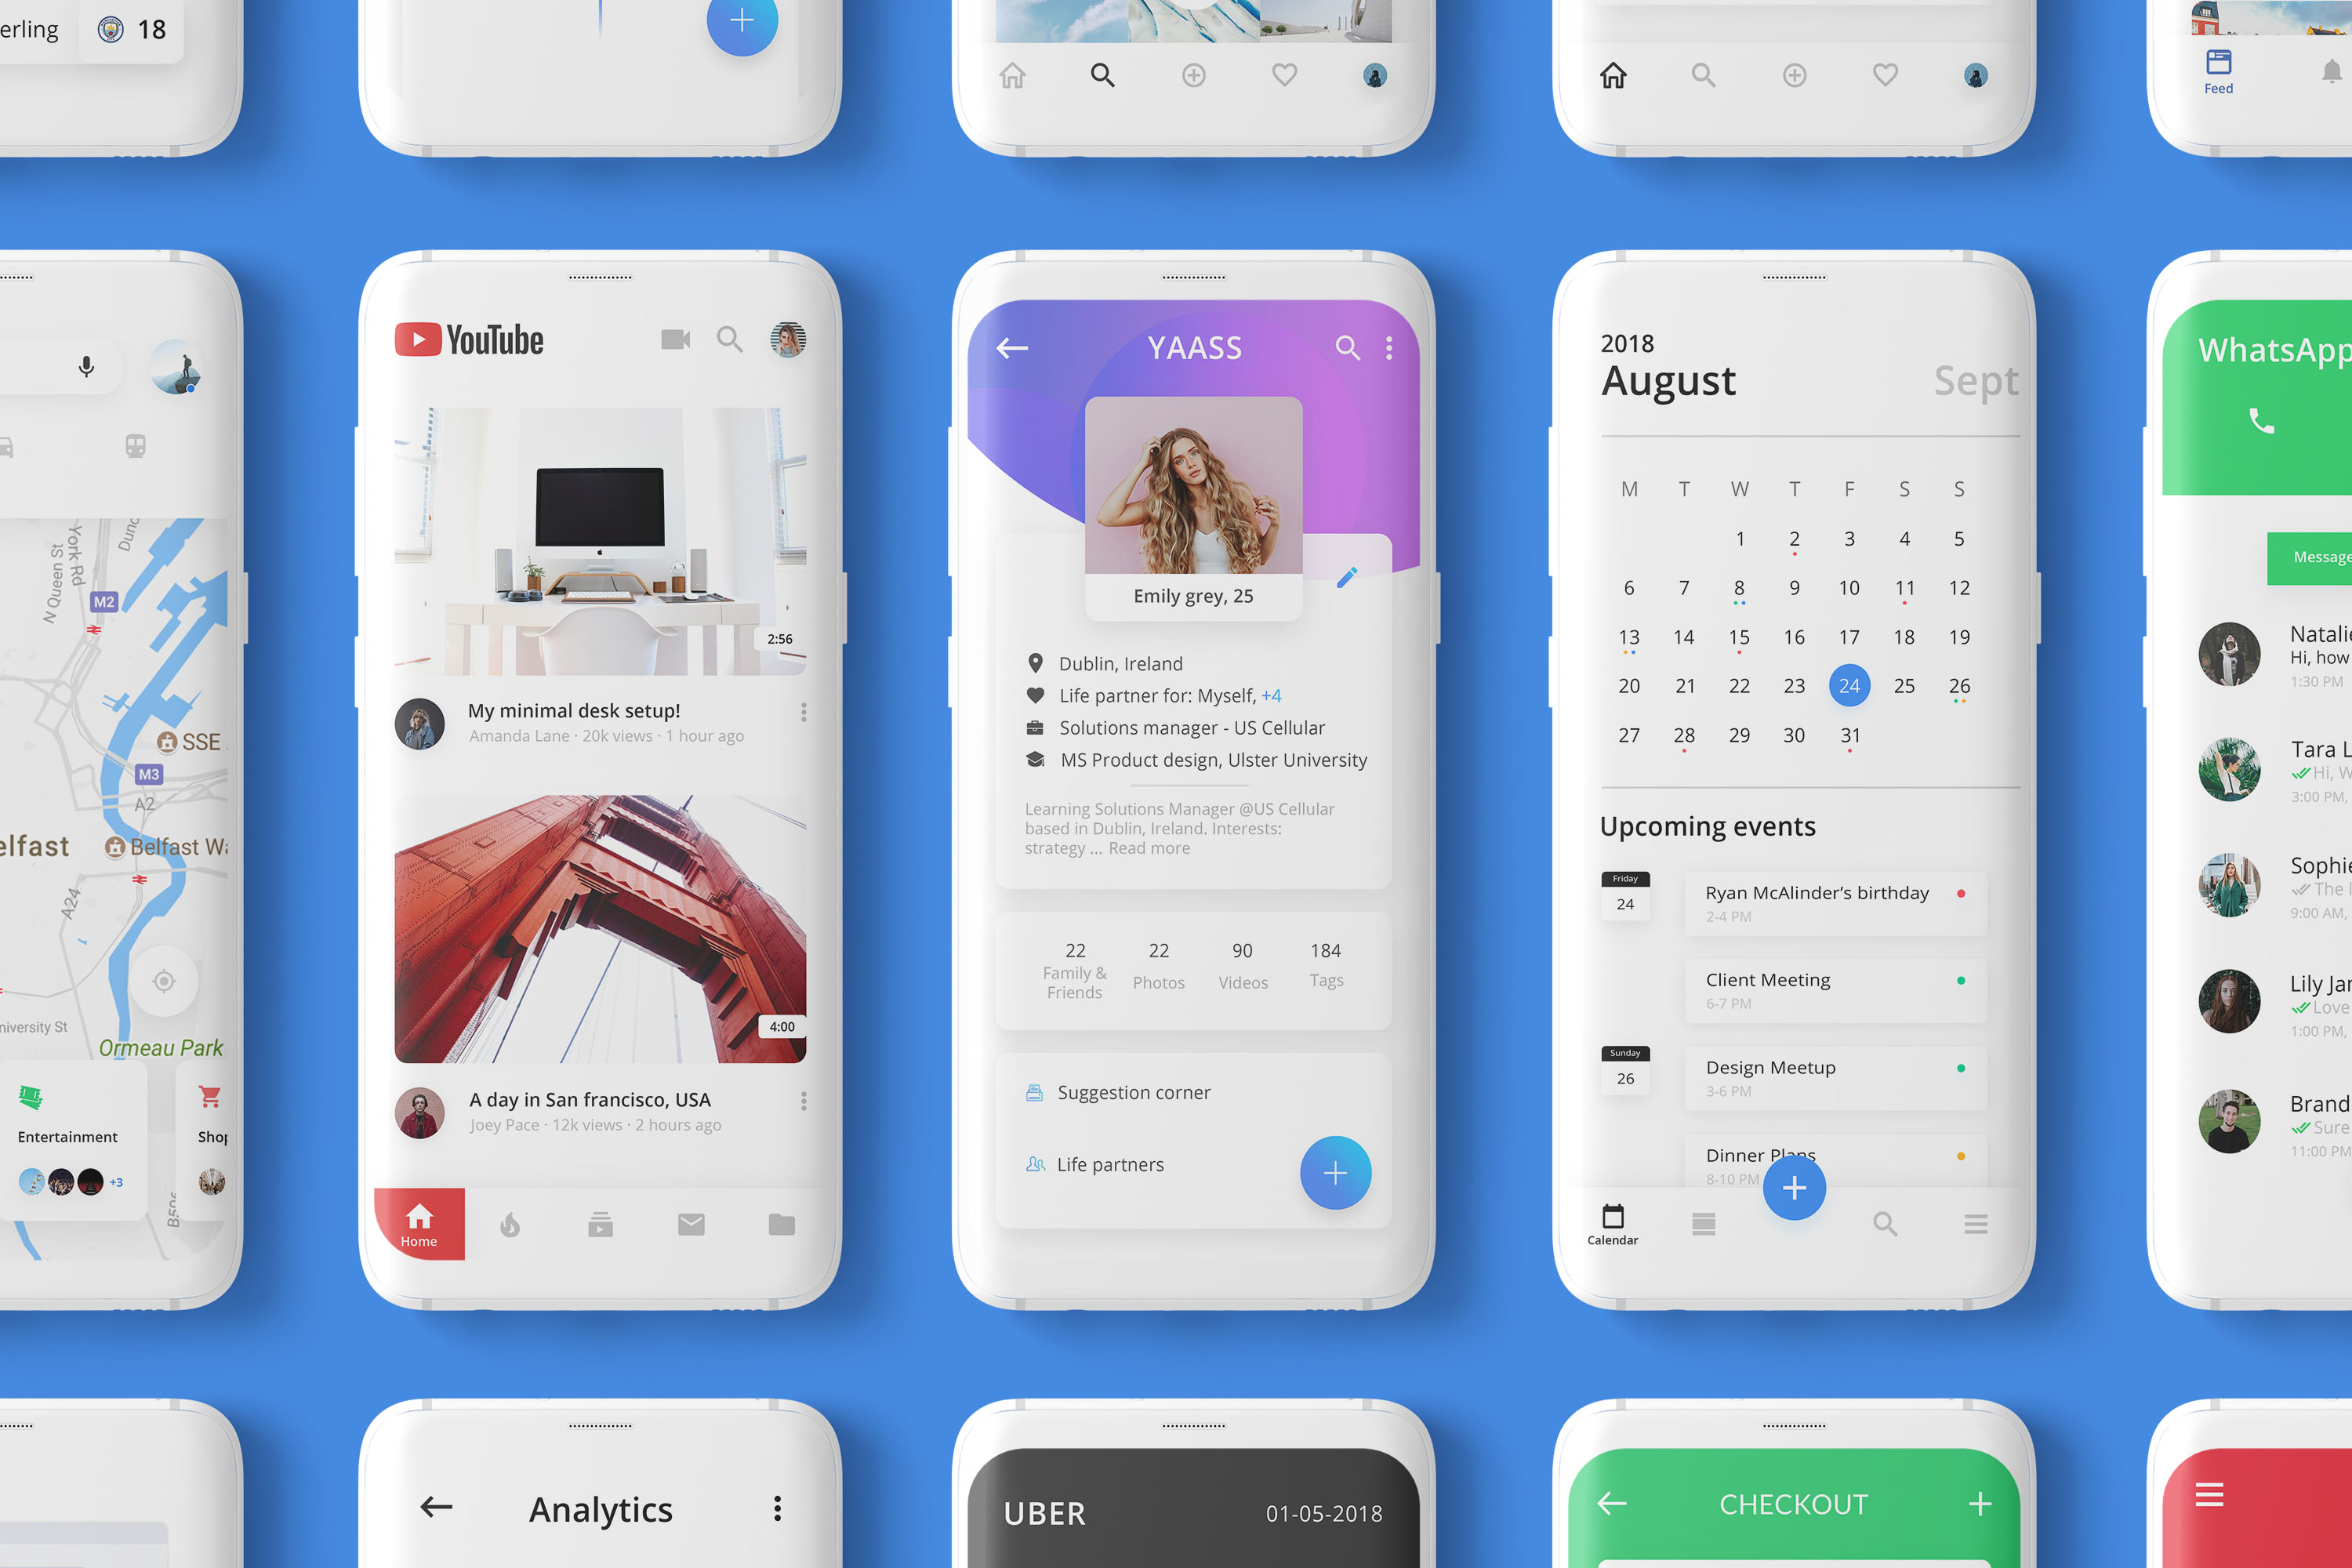 erling 18
Feed
N Queen St
York Rd
Dunc
M2
SSE
M3
A2
elfast
Belfast Wa
A24
niversity St
Ormeau Park
Entertainment
+3
Shop
YouTube
2:56
My minimal desk setup!
Amanda Lane · 20k views · 1 hour ago
4:00
A day in San francisco, USA
Joey Pace · 12k views · 2 hours ago
Home
YAASS
Emily grey, 25
Dublin, Ireland
Life partner for: Myself, +4
Solutions manager - US Cellular
MS Product design, Ulster University
Learning Solutions Manager @US Cellular
based in Dublin, Ireland. Interests:
strategy ... Read more
22 22 90 184
Family & Friends Photos Videos Tags
Suggestion corner
Life partners
2018
August Sept
M T W T F S S
1 2 3 4 5
6 7 8 9 10 11 12
13 14 15 16 17 18 19
20 21 22 23 24 25 26
27 28 29 30 31
Upcoming events
Friday
24
Ryan McAlinder’s birthday
2-4 PM
Client Meeting
6-7 PM
Sunday
26
Design Meetup
3-6 PM
Dinner Plans
8-10 PM
Calendar
WhatsApp
Message
Natalie
Hi, how
1:30 PM
Tara L
Hi, W
3:00 PM,
Sophie
The l
9:00 AM,
Lily Jar
Love
1:00 PM,
Brand
Sure
11:00 PM
Analytics
UBER 01-05-2018
CHECKOUT